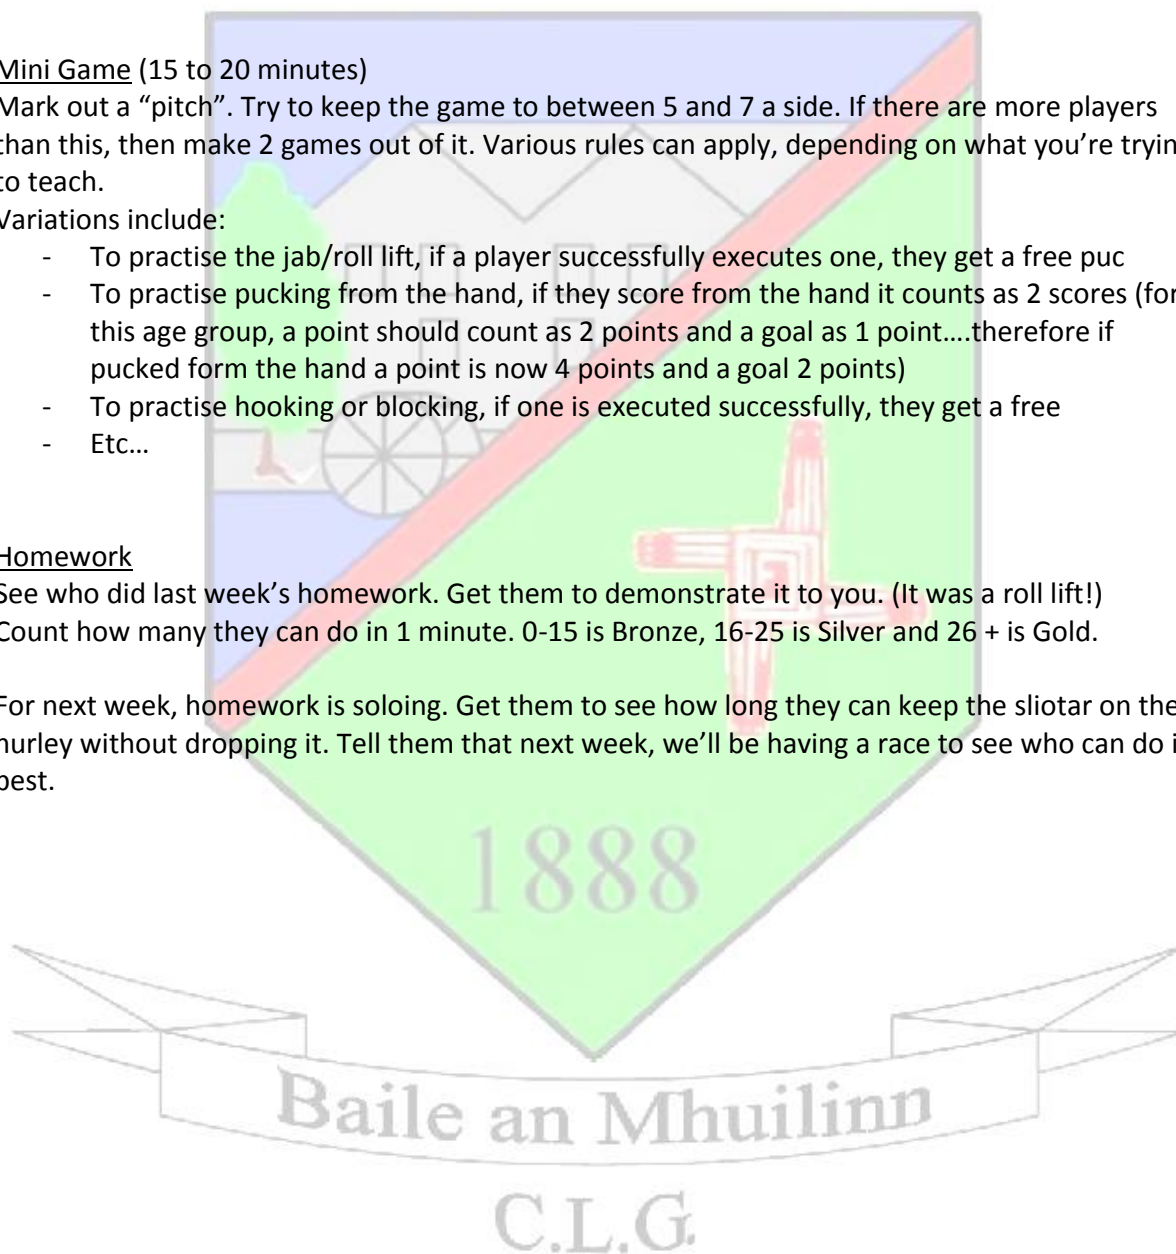 Mini Game (15 to 20 minutes)
Mark out a “pitch”. Try to keep the game to between 5 and 7 a side. If there are more players
than this, then make 2 games out of it. Various rules can apply, depending on what you’re tryin
to teach.
Variations include:
- To practise the jab/roll lift, if a player successfully executes one, they get a free puc
- To practise pucking from the hand, if they score from the hand it counts as 2 scores (for
this age group, a point should count as 2 points and a goal as 1 point….therefore if
pucked form the hand a point is now 4 points and a goal 2 points)
- To practise hooking or blocking, if one is executed successfully, they get a free
- Etc…
Homework
See who did last week’s homework. Get them to demonstrate it to you. (It was a roll lift!)
Count how many they can do in 1 minute. 0-15 is Bronze, 16-25 is Silver and 26 + is Gold.
For next week, homework is soloing. Get them to see how long they can keep the sliotar on the
hurley without dropping it. Tell them that next week, we’ll be having a race to see who can do i
best.
1888
Baile an Mhuilinn
C.L.G.